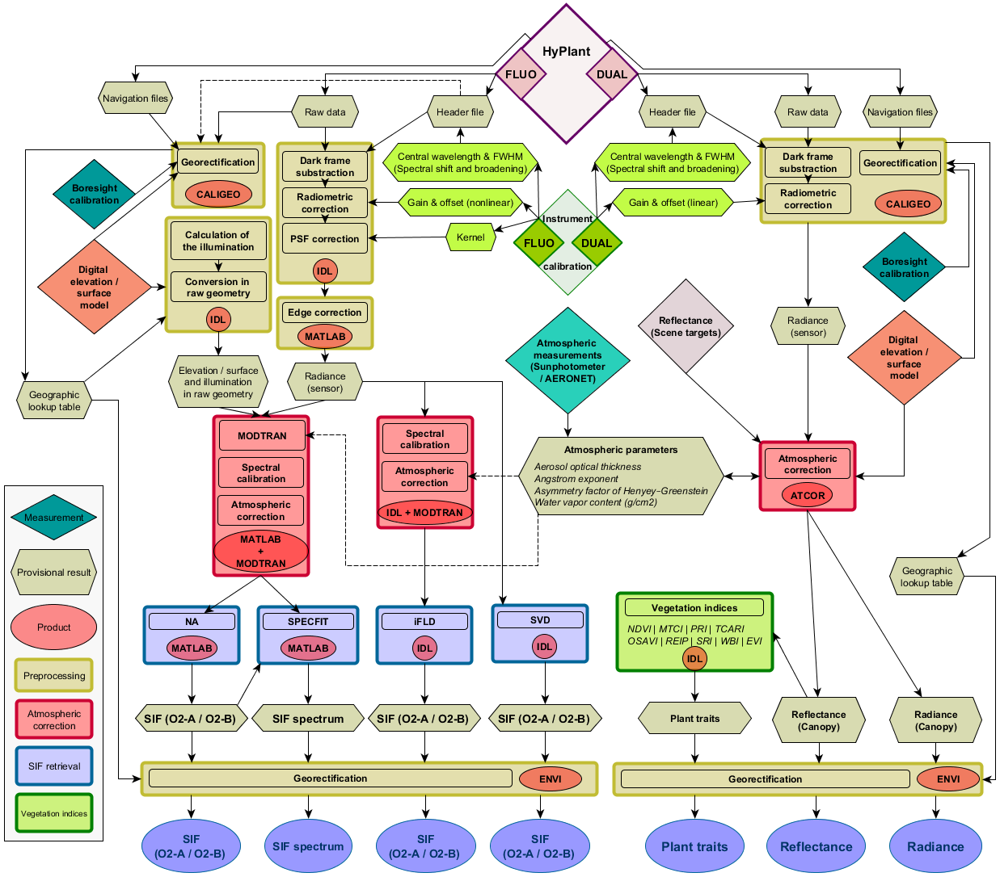 HyPlant
FLUO
DUAL
Navigation files
Raw data
Header file
Header file
Raw data
Navigation files
Georectification
CALIGEO
Boresight
calibration
Dark frame
substraction
Radiometric
correction
PSF correction
IDL
Central wavelength & FWHM
(Spectral shift and broadening)
Gain & offset (nonlinear)
Kernel
Instrument
FLUO
DUAL
calibration
Central wavelength & FWHM
(Spectral shift and broadening)
Gain & offset (linear)
Dark frame
substraction
Radiometric
correction
Georectification
CALIGEO
Calculation of
the illumination
Conversion in
raw geometry
IDL
Digital
elevation /
surface
model
Edge correction
MATLAB
Boresight
calibration
Reflectance
(Scene targets)
Radiance
(sensor)
Digital
elevation /
surface
model
Atmospheric
measurements
(Sunphotometer
/ AERONET)
Elevation / surface
and illumination
in raw geometry
Radiance
(sensor)
Geographic
lookup table
MODTRAN
Spectral
calibration
Atmospheric
correction
MATLAB
+
MODTRAN
Spectral
calibration
Atmospheric
correction
IDL + MODTRAN
Atmospheric parameters
Aerosol optical thickness
Angstrom exponent
Asymmetry factor of Henyey–Greenstein
Water vapor content (g/cm2)
Atmospheric
correction
ATCOR
Geographic
lookup table
Measurement
Provisional result
Product
Preprocessing
Atmospheric
correction
SIF retrieval
Vegetation indices
NA
MATLAB
SPECFIT
MATLAB
iFLD
IDL
SVD
IDL
Vegetation indices
NDVI | MTCI | PRI | TCARI
OSAVI | REIP | SRI | WBI | EVI
IDL
SIF (O2-A / O2-B)
SIF spectrum
SIF (O2-A / O2-B)
SIF (O2-A / O2-B)
Plant traits
Reflectance
(Canopy)
Radiance
(Canopy)
Georectification
ENVI
Georectification
ENVI
SIF
(O2-A / O2-B)
SIF spectrum
SIF
(O2-A / O2-B)
SIF
(O2-A / O2-B)
Plant traits
Reflectance
Radiance